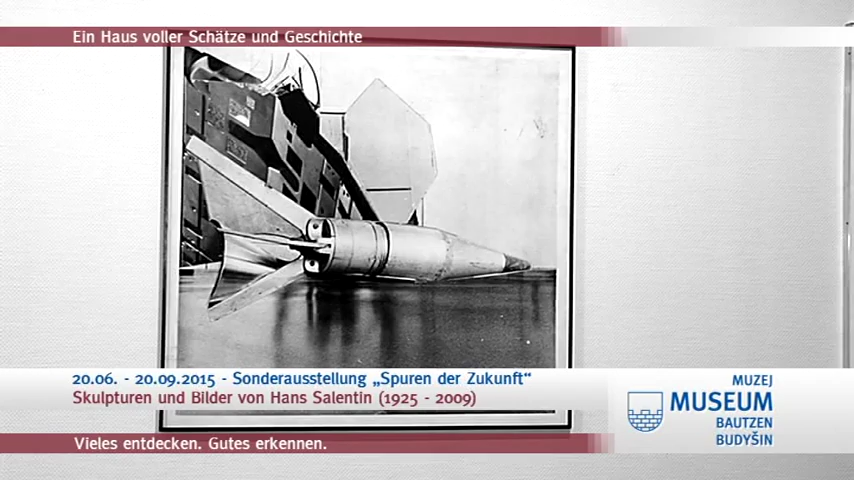 Ein Haus voller Schätze und Geschichte
20.06. - 20.09.2015 - Sonderausstellung „Spuren der Zukunft“
Skulpturen und Bilder von Hans Salentin (1925 - 2009)
MUZEJ
MUSEUM
BAUTZEN
BUDYŠIN
Vieles entdecken. Gutes erkennen.